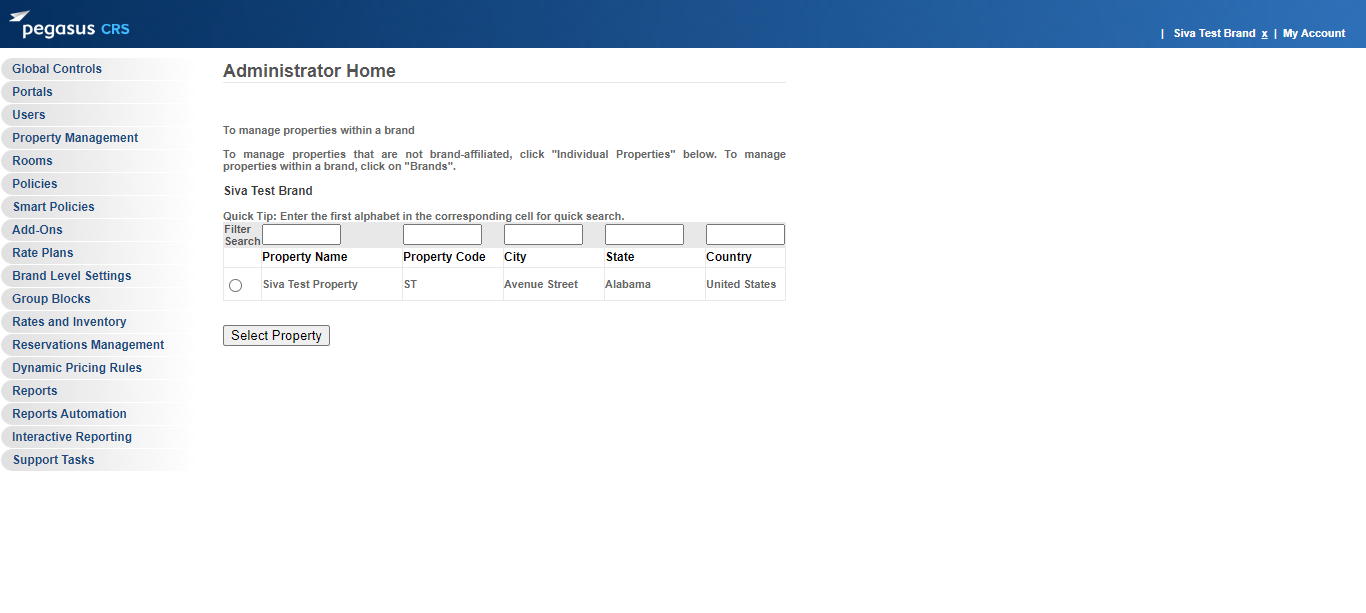 pegasus CRS
| Siva Test Brand x | My Account
Global Controls
Portals
Users
Property Management
Rooms
Policies
Smart Policies
Add-Ons
Rate Plans
Brand Level Settings
Group Blocks
Rates and Inventory
Reservations Management
Dynamic Pricing Rules
Reports
Reports Automation
Interactive Reporting
Support Tasks
Administrator Home
To manage properties within a brand
To manage properties that are not brand-affiliated, click "Individual Properties" below. To manage
properties within a brand, click on "Brands".
Siva Test Brand
Quick Tip: Enter the first alphabet in the corresponding cell for quick search.
Filter
Search
Property Name Property Code City State Country
Siva Test Property ST Avenue Street Alabama United States
Select Property